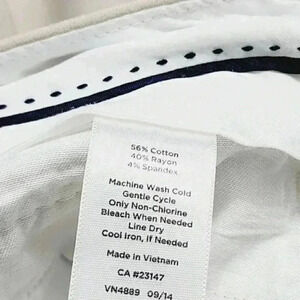 56% Cotton
40% Rayon
4% Spandex
Machine Wash Cold
Gentle Cycle
Only Non-Chlorine
Bleach When Needed
Line Dry
Cool Iron, If Needed
Made in Vietnam
CA #23147
VN4889 09/14